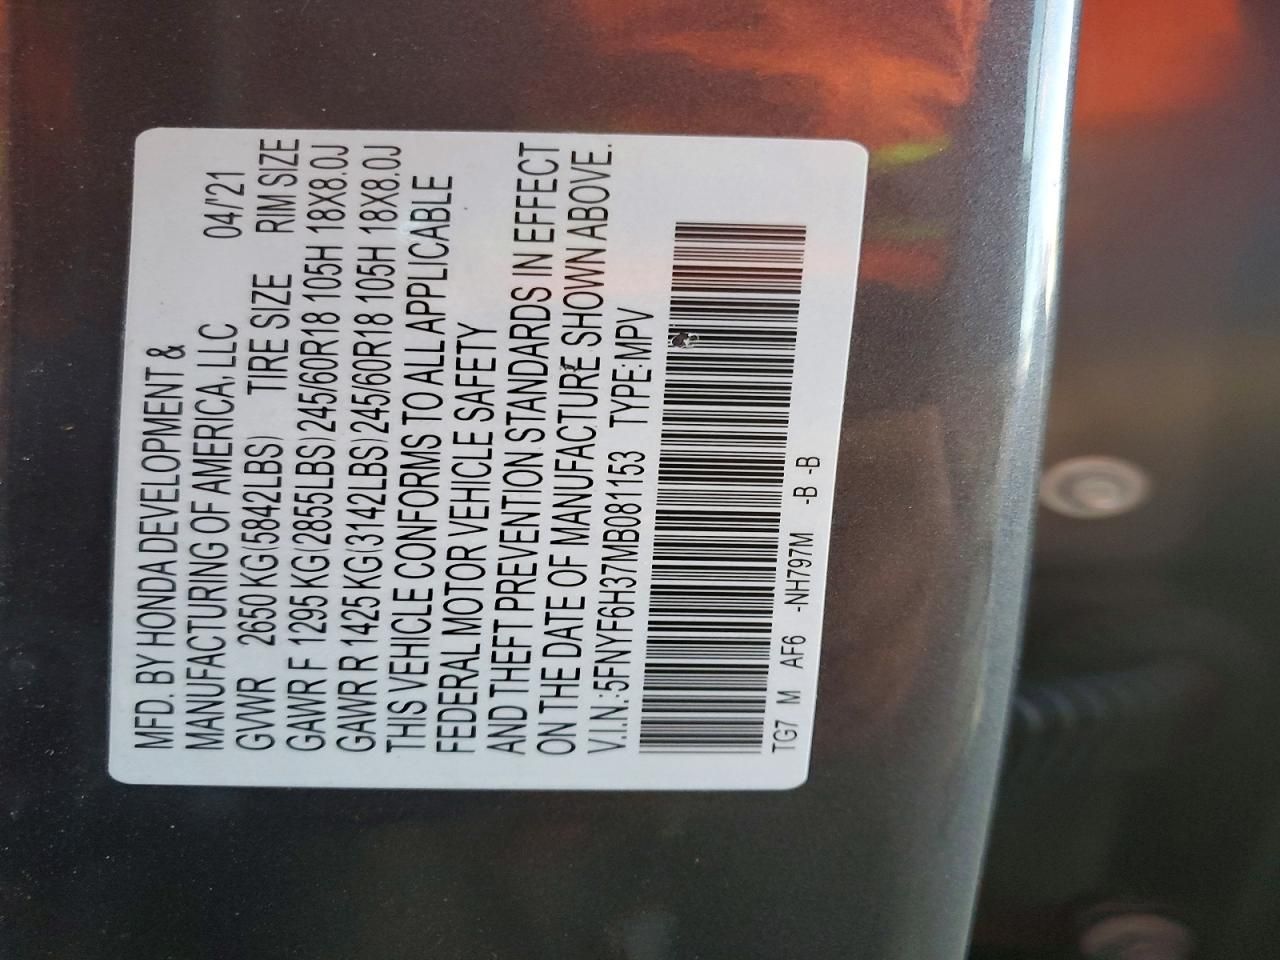 MFD. BY HONDA DEVELOPMENT &
MANUFACTURING OF AMERICA, LLC 04/'21
GVWR 2650 KG(5842LBS) TIRE SIZE RIM SIZE
GAWR F 1295 KG(2855LBS) 245/60R18 105H 18X8.0J
GAWR R 1425 KG(3142LBS) 245/60R18 105H 18X8.0J
THIS VEHICLE CONFORMS TO ALL APPLICABLE
FEDERAL MOTOR VEHICLE SAFETY
AND THEFT PREVENTION STANDARDS IN EFFECT
ON THE DATE OF MANUFACTURE SHOWN ABOVE.
V.I.N.:5FNYF6H37MB081153 TYPE:MPV
TG7 M AF6 -NH797M -B -B